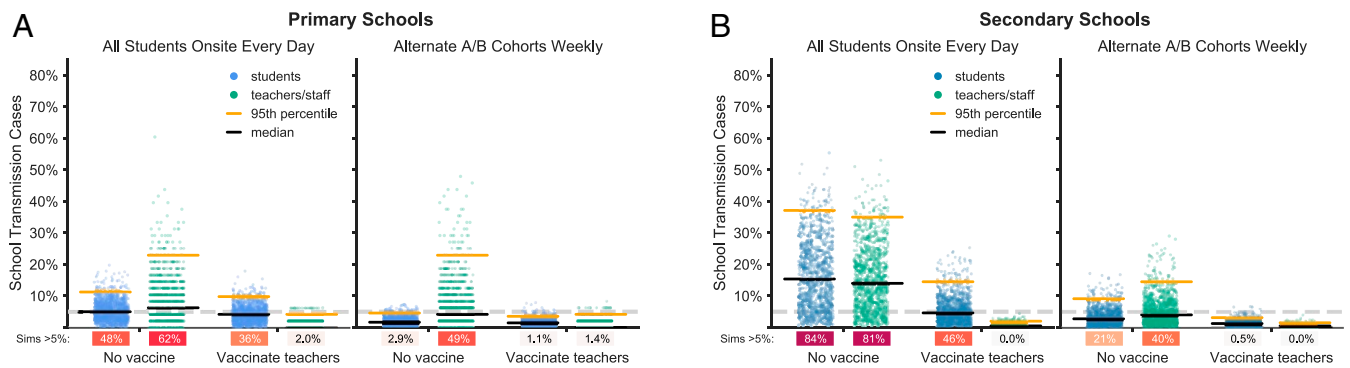 A
Primary Schools
All Students Onsite Every Day
Alternate A/B Cohorts Weekly
School Transmission Cases
80%
70%
60%
50%
40%
30%
20%
10%
students
teachers/staff
95th percentile
median
Sims >5%: 48% 62% 36% 2.0% 2.9% 49% 1.1% 1.4%
No vaccine Vaccinate teachers No vaccine Vaccinate teachers
B
Secondary Schools
All Students Onsite Every Day
Alternate A/B Cohorts Weekly
School Transmission Cases
80%
70%
60%
50%
40%
30%
20%
10%
students
teachers/staff
95th percentile
median
Sims >5%: 84% 81% 46% 0.0% 21% 40% 0.5% 0.0%
No vaccine Vaccinate teachers No vaccine Vaccinate teachers